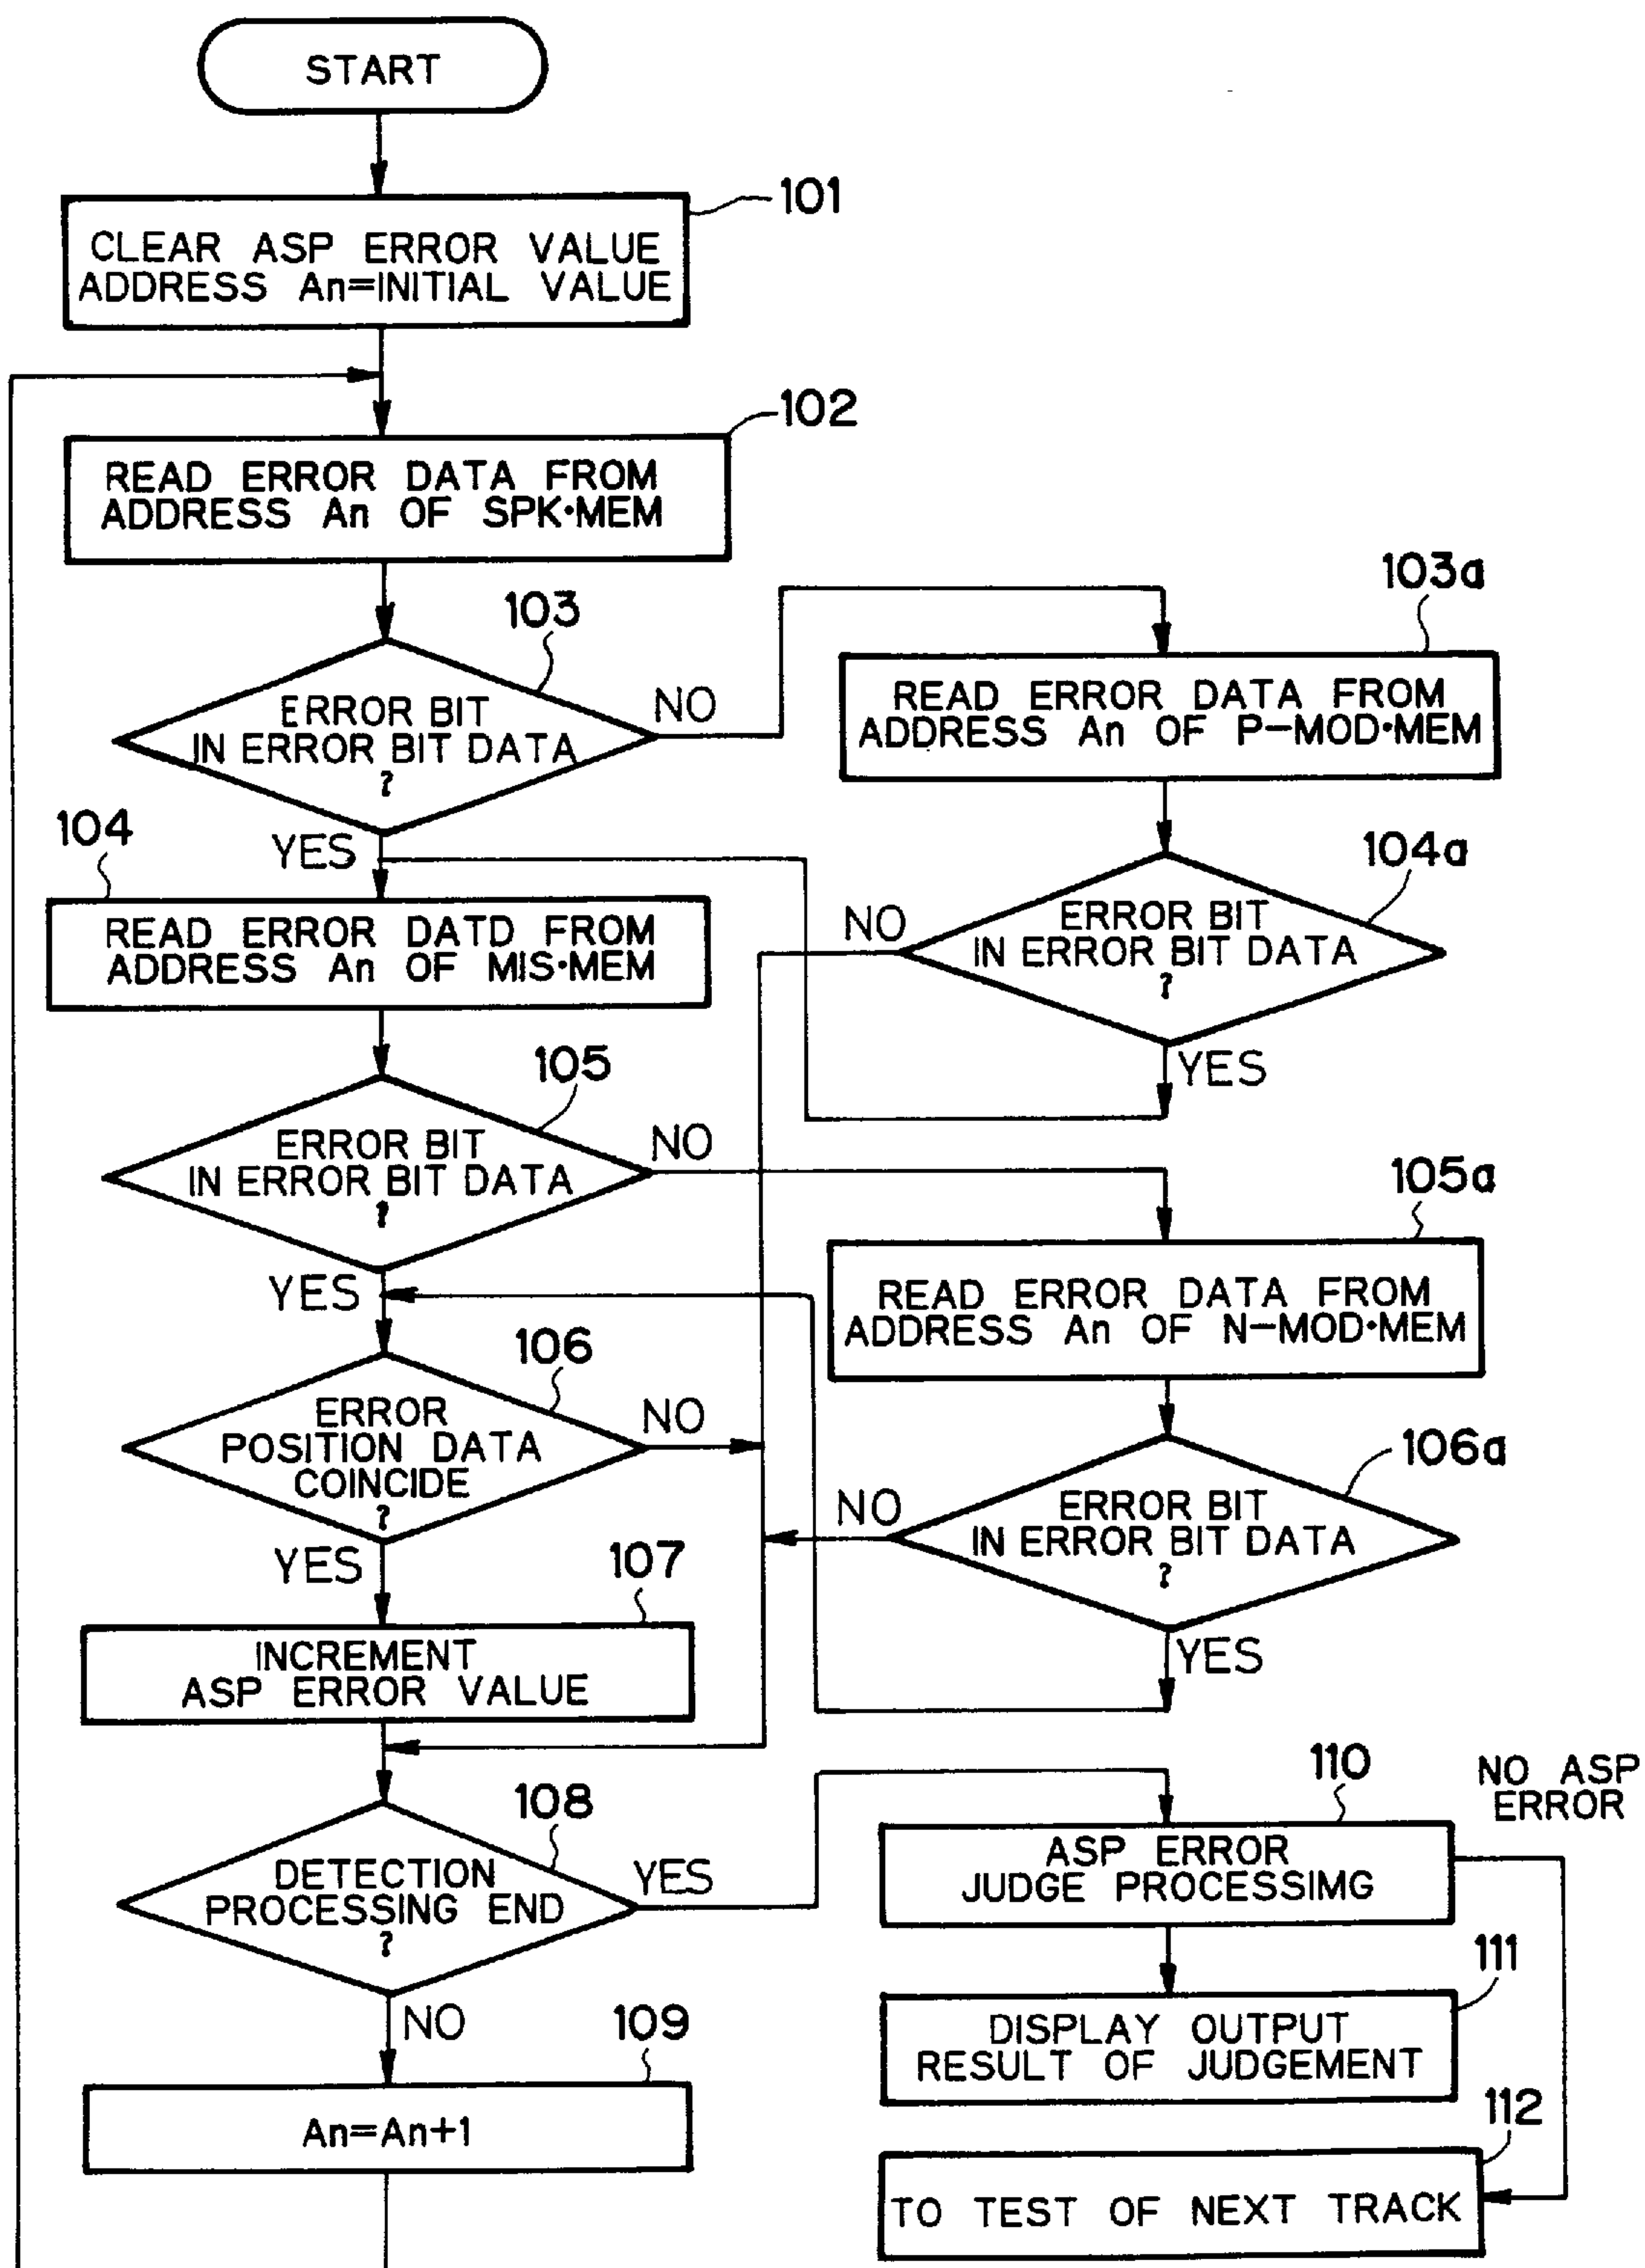 START
101
CLEAR ASP ERROR VALUE
ADDRESS An=INITIAL VALUE
102
READ ERROR DATA FROM
ADDRESS An OF SPK·MEM
103
ERROR BIT
IN ERROR BIT DATA
?
NO
YES
103a
READ ERROR DATA FROM
ADDRESS An OF P-MOD·MEM
104
READ ERROR DATD FROM
ADDRESS An OF MIS·MEM
104a
ERROR BIT
IN ERROR BIT DATA
?
NO
YES
105
ERROR BIT
IN ERROR BIT DATA
?
NO
YES
105a
READ ERROR DATA FROM
ADDRESS An OF N-MOD·MEM
106
ERROR
POSITION DATA
COINCIDE
?
NO
YES
106a
ERROR BIT
IN ERROR BIT DATA
?
NO
YES
107
INCREMENT
ASP ERROR VALUE
108
DETECTION
PROCESSING END
?
YES
NO
109
An=An+1
110
ASP ERROR
JUDGE PROCESSIMG
NO ASP
ERROR
111
DISPLAY OUTPUT
RESULT OF JUDGEMENT
112
TO TEST OF NEXT TRACK